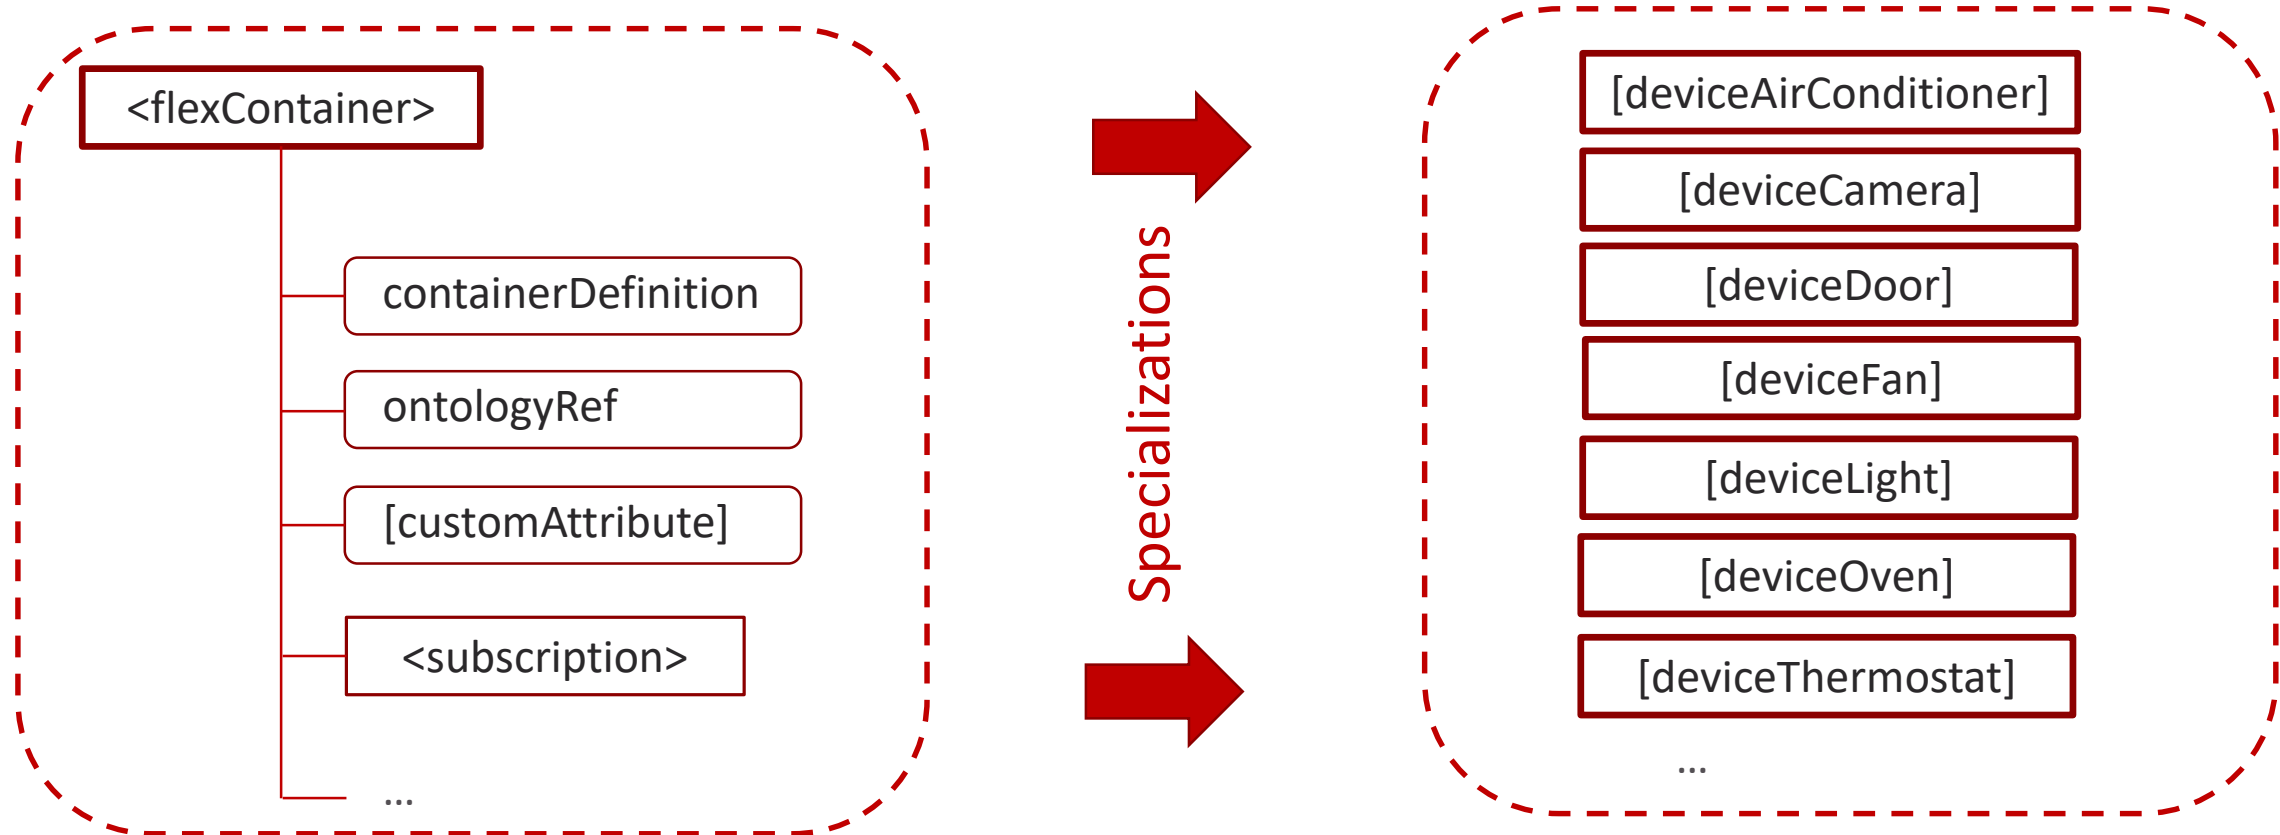 <flexContainer>
containerDefinition
ontologyRef
[customAttribute]
<subscription>
...
Specializations
[deviceAirConditioner]
[deviceCamera]
[deviceDoor]
[deviceFan]
[deviceLight]
[deviceOven]
[deviceThermostat]
...